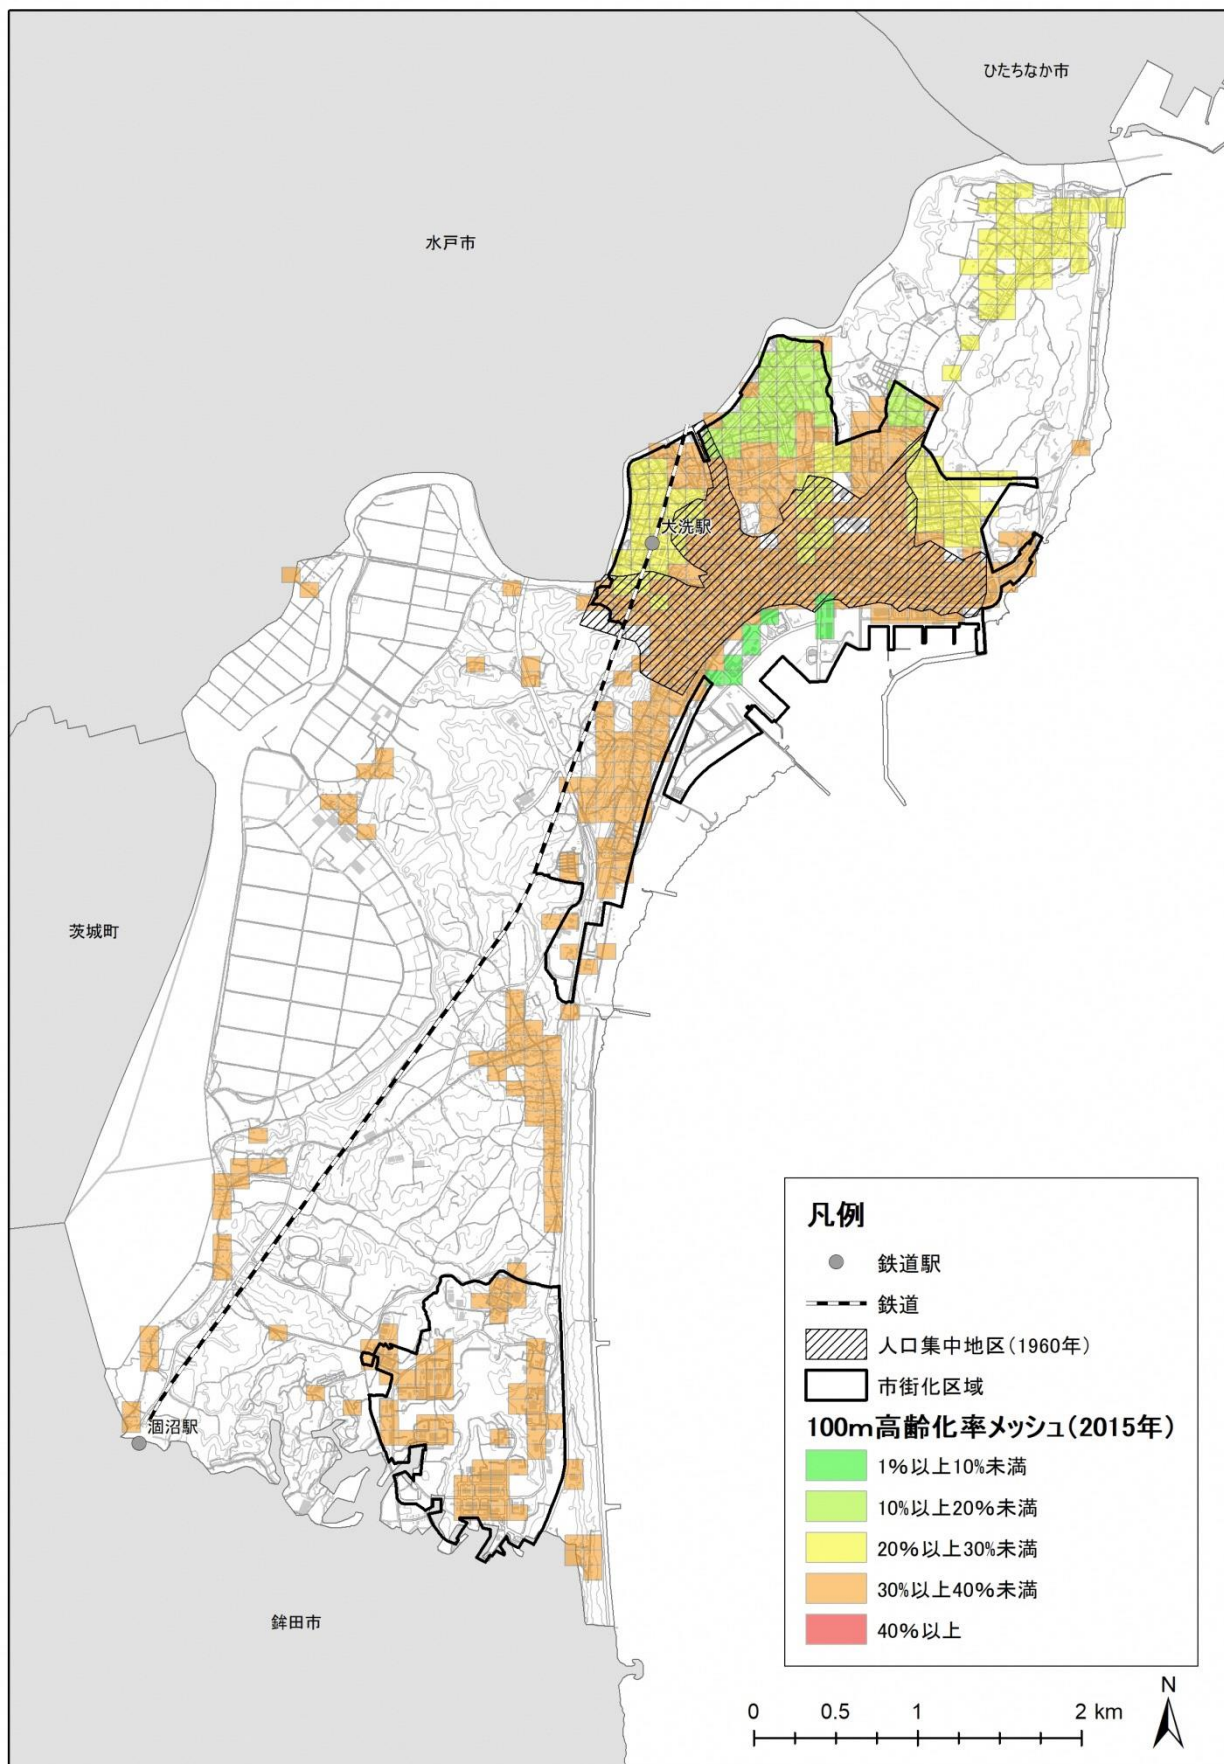 ひたちなか市
水戸市
大洗駅
茨城町
涸沼駅
鉾田市
凡例
鉄道駅
鉄道
人口集中地区(1960年)
市街化区域
100m高齢化率メッシュ(2015年)
1%以上10%未満
10%以上20%未満
20%以上30%未満
30%以上40%未満
40%以上
N
0 0.5 1 2 km